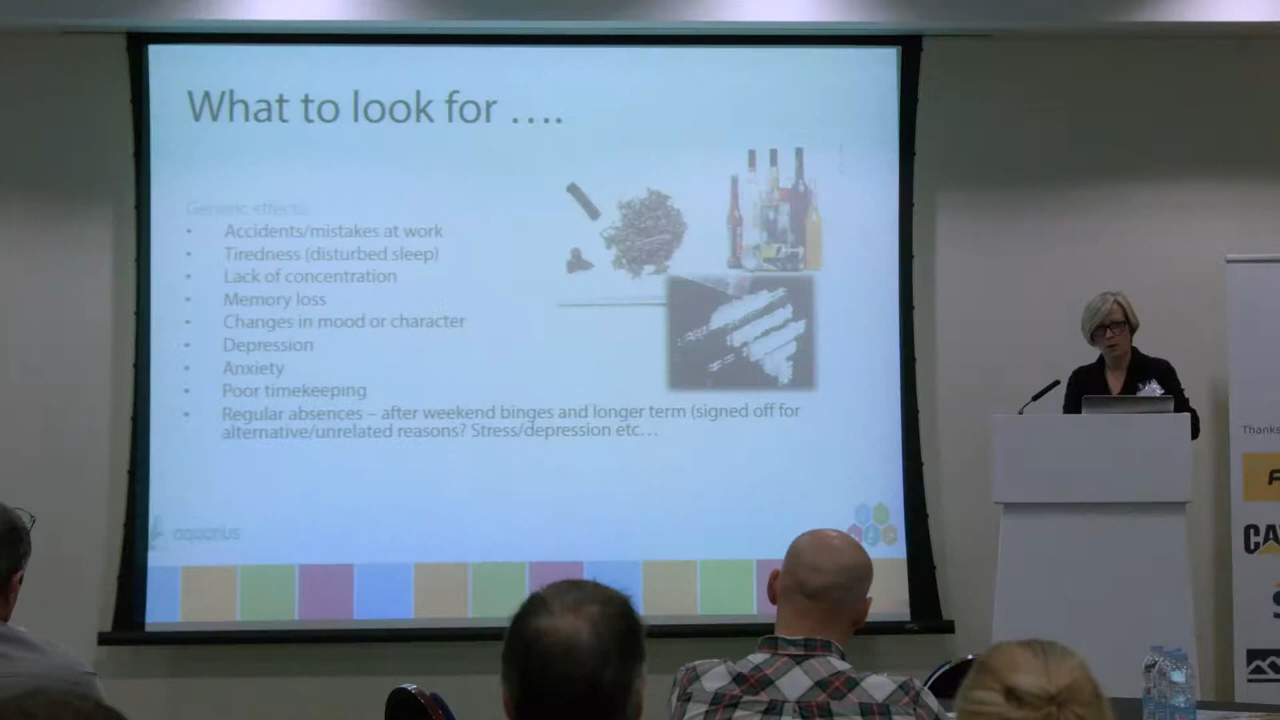 What to look for ….
Generic effects:
• Accidents/mistakes at work
• Tiredness (disturbed sleep)
• Lack of concentration
• Memory loss
• Changes in mood or character
• Depression
• Anxiety
• Poor timekeeping
• Regular absences – after weekend binges and longer term (signed off for
alternative/unrelated reasons? Stress/depression etc…
aquarius
Thanks
CA